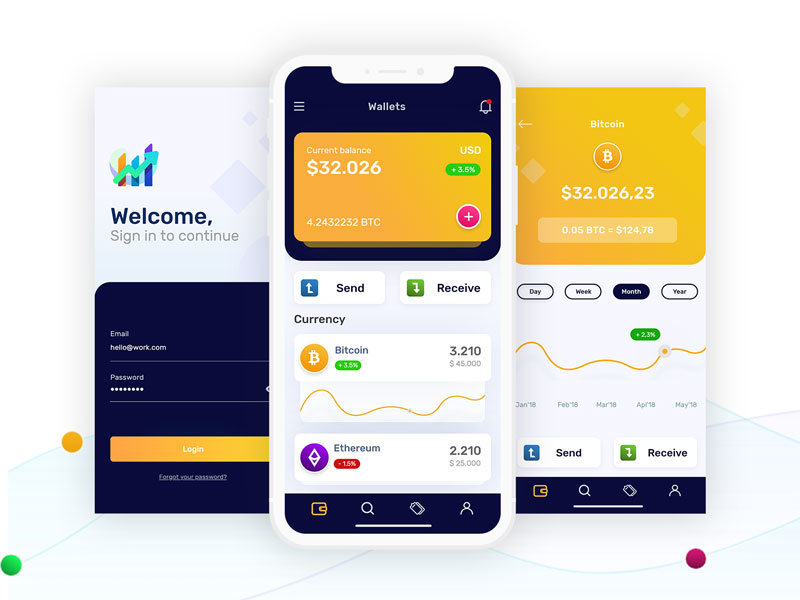 Welcome,
Sign in to continue
Email
hello@work.com
Password
••••••••
Login
Forgot your password?
Wallets
Current balance
USD
$32.026
+ 3.5%
4.2432232 BTC
Send
Receive
Currency
Bitcoin
3.210
+ 3.5%
$ 45,000
Ethereum
2.210
- 1.5%
$ 25,000
Bitcoin
$32.026,23
0.05 BTC = $124.78
Day
Week
Month
Year
+ 2,3%
Jan'18
Feb'18
Mar'18
Apl'18
May'18
Send
Receive